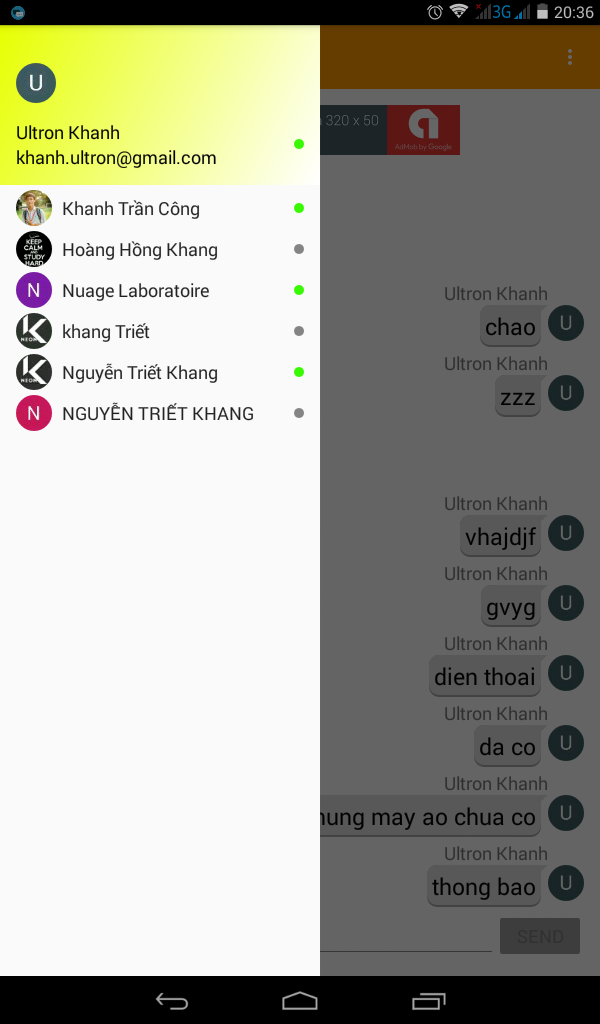 3G 20:36
U
Ultron Khanh
khanh.ultron@gmail.com
Khanh Trần Công
KEEP
CALM
AND
STUDY
HARD
Hoàng Hồng Khang
N Nuage Laboratoire
NEON
khang Triết
NEON
Nguyễn Triết Khang
N NGUYỄN TRIẾT KHANG
320 x 50
AdMob by Google
Ultron Khanh
chao U
Ultron Khanh
zzz U
Ultron Khanh
vhajdjf U
Ultron Khanh
gvyg U
Ultron Khanh
dien thoai U
Ultron Khanh
da co U
Ultron Khanh
may ao chua co U
Ultron Khanh
thong bao U
SEND